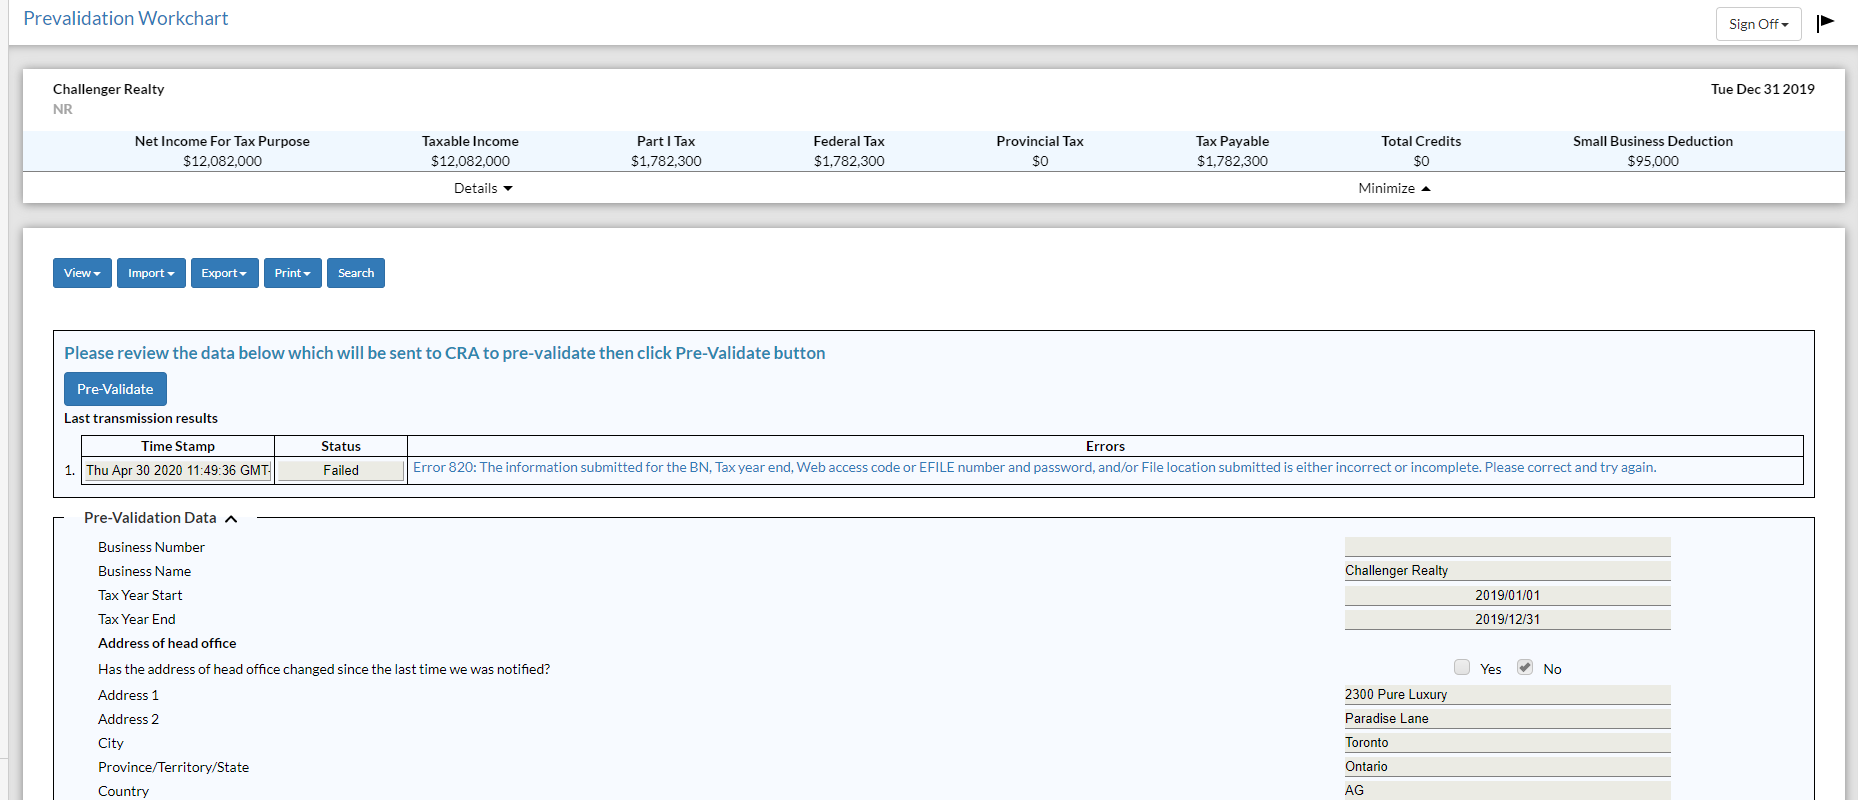 Prevalidation Workchart
Sign Off
Challenger Realty
Tue Dec 31 2019
NR
Net Income For Tax Purpose Taxable Income Part I Tax Federal Tax Provincial Tax Tax Payable Total Credits Small Business Deduction
$12,082,000 $12,082,000 $1,782,300 $1,782,300 $0 $1,782,300 $0 $95,000
Details Minimize
View Import Export Print Search
Please review the data below which will be sent to CRA to pre-validate then click Pre-Validate button
Pre-Validate
Last transmission results
Time Stamp Status Errors
1. Thu Apr 30 2020 11:49:36 GMT- Failed Error 820: The information submitted for the BN, Tax year end, Web access code or EFILE number and password, and/or File location submitted is either incorrect or incomplete. Please correct and try again.
Pre-Validation Data
Business Number
Business Name Challenger Realty
Tax Year Start 2019/01/01
Tax Year End 2019/12/31
Address of head office
Has the address of head office changed since the last time we was notified? Yes No
Address 1 2300 Pure Luxury
Address 2 Paradise Lane
City Toronto
Province/Territory/State Ontario
Country AG